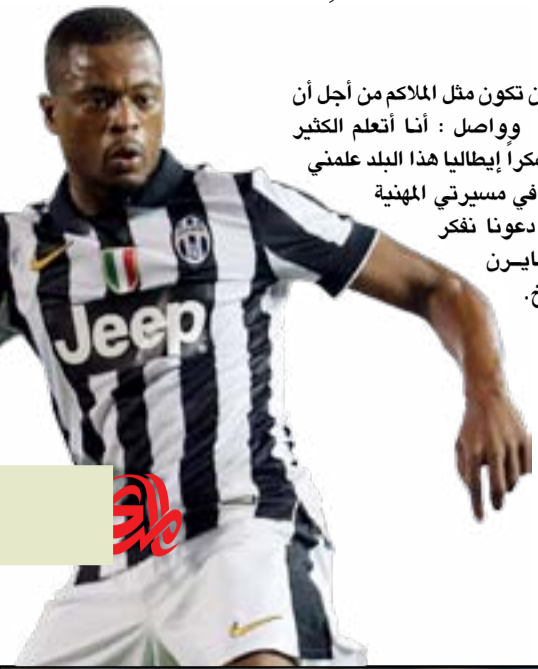 ن تكون مثل الملاكم من أجل أن
وواصل : أنا أتعلم الكثير
كراً إيطاليا هذا البلد علمني
في مسيرتي المهنية
دعونا نفكر
ايــرن
خ.
Jeep